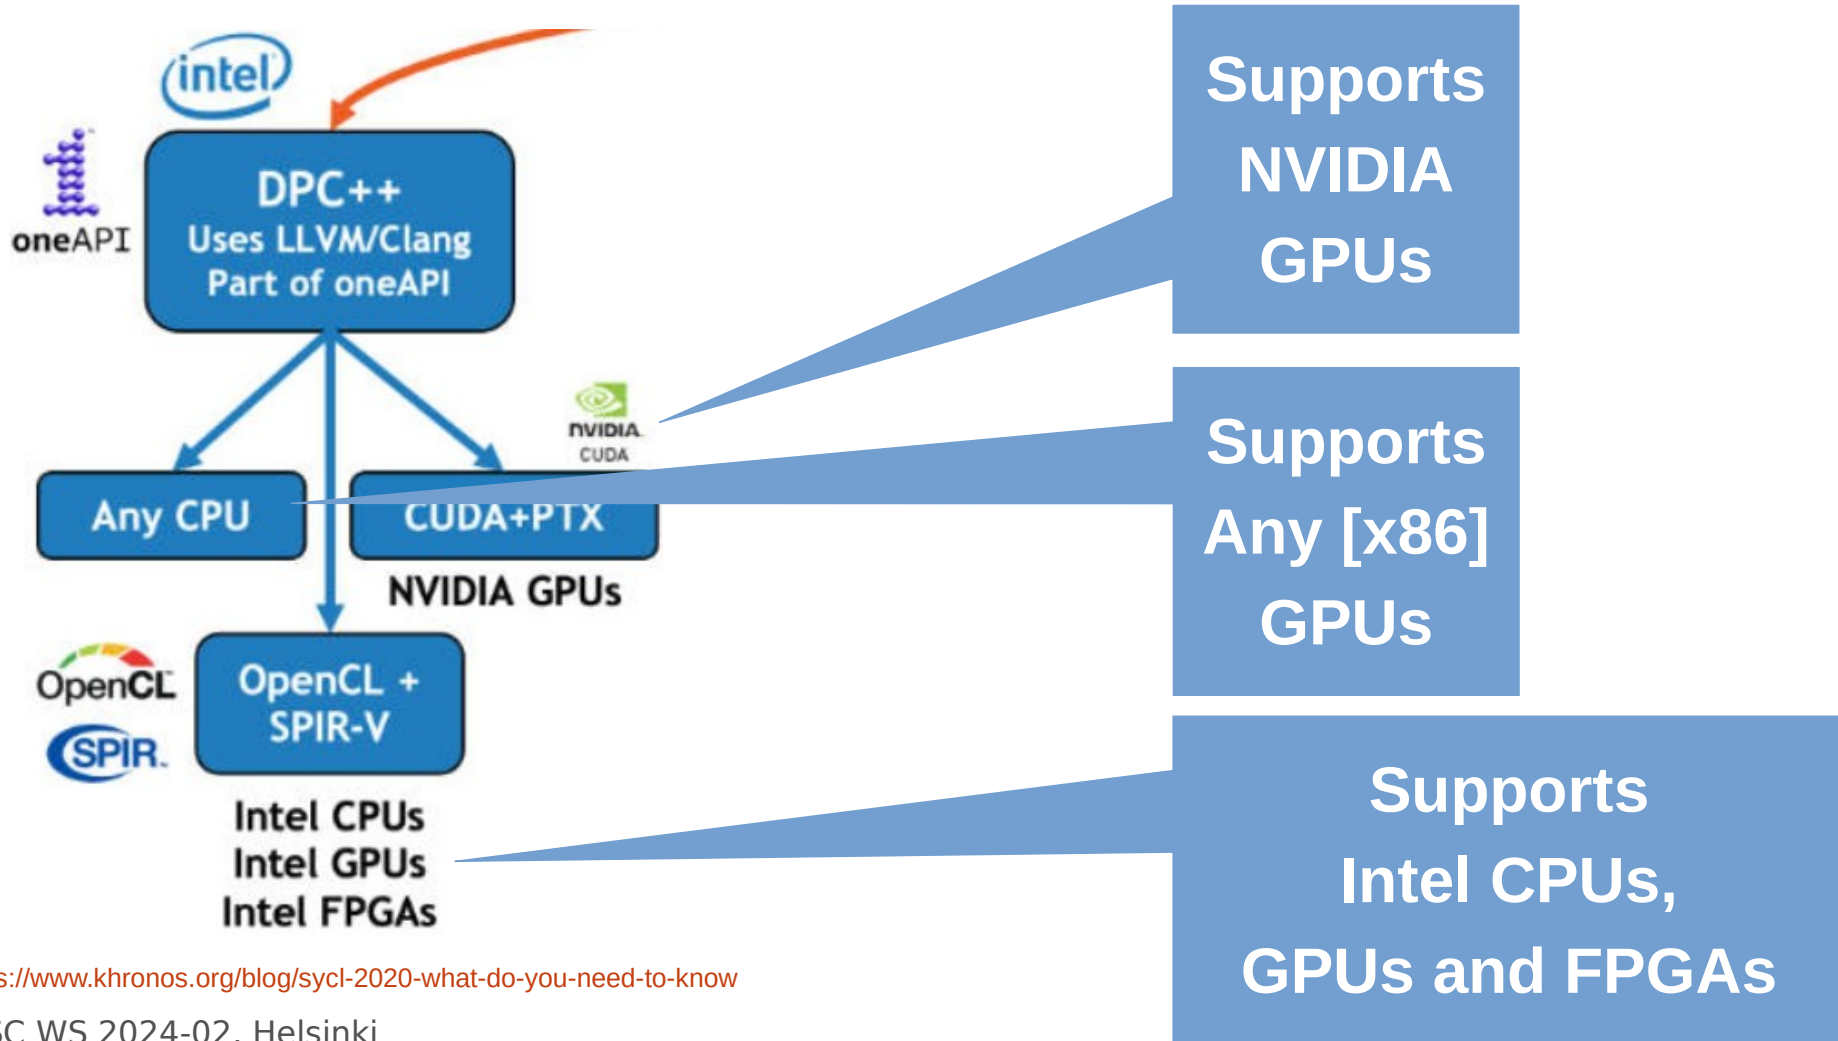 intel
oneAPI
DPC++
Uses LLVM/Clang
Part of oneAPI
NVIDIA
CUDA
Any CPU
CUDA+PTX
NVIDIA GPUs
OpenCL
SPIR
OpenCL +
SPIR-V
Intel CPUs
Intel GPUs
Intel FPGAs
Supports
NVIDIA
GPUs
Supports
Any [x86]
GPUs
Supports
Intel CPUs,
GPUs and FPGAs
s://www.khronos.org/blog/sycl-2020-what-do-you-need-to-know
SC WS 2024-02, Helsinki